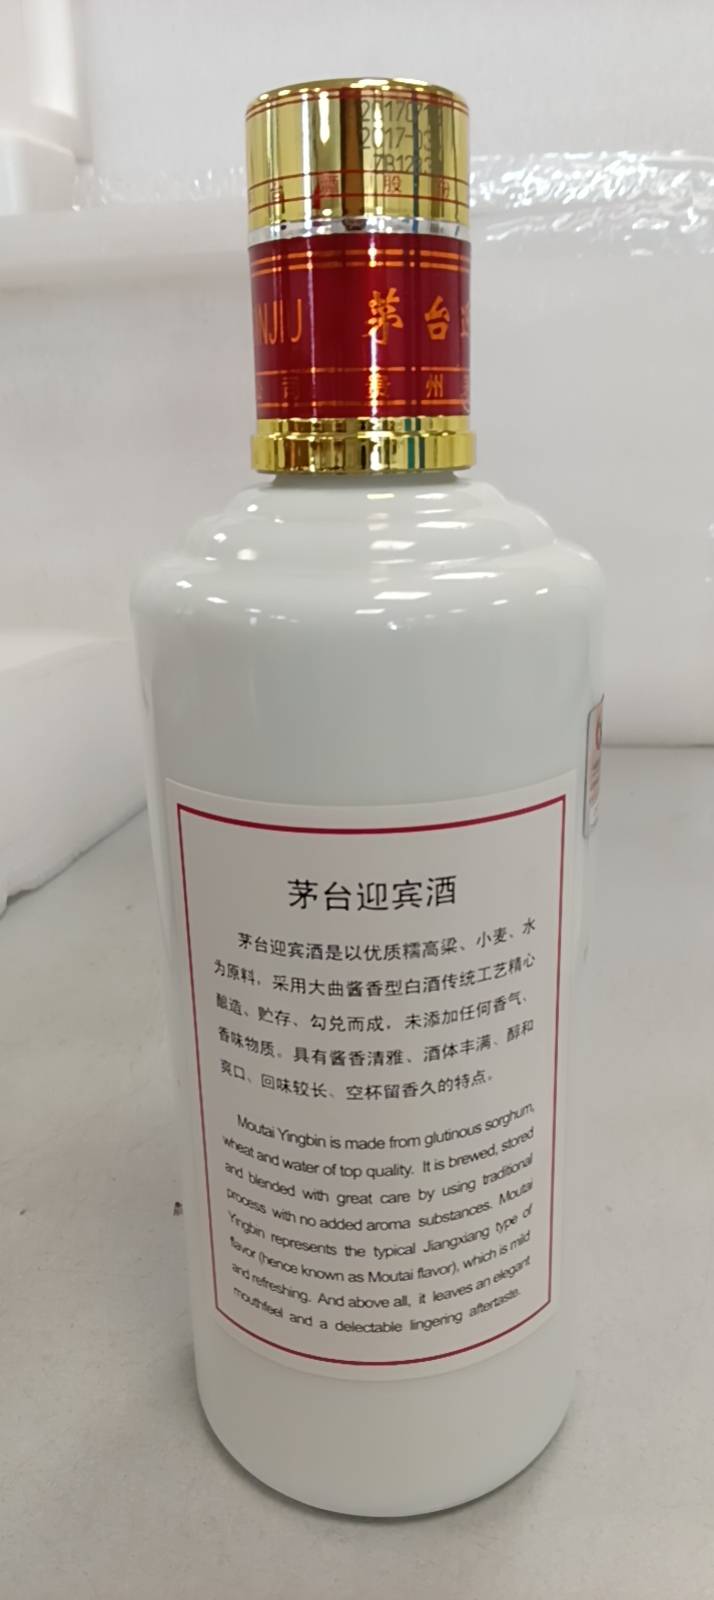 茅台
贵州
茅台迎宾酒
茅台迎宾酒是以优质糯高粱、小麦、水
为原料，采用大曲酱香型白酒传统工艺精心
酿造、贮存、勾兑而成，未添加任何香气、
香味物质。具有酱香清雅、酒体丰满、醇和
爽口、回味较长、空杯留香久的特点。
Moutai Yingbin is made from glutinous sorghum,
wheat and water of top quality. It is brewed, stored
and blended with great care by using traditional
process with no added aroma substances. Moutai
Yingbin represents the typical Jiangxiang type of
flavor (hence known as Moutai flavor), which is mild
and refreshing. And above all, it leaves an elegant
mouthfeel and a delectable lingering aftertaste.